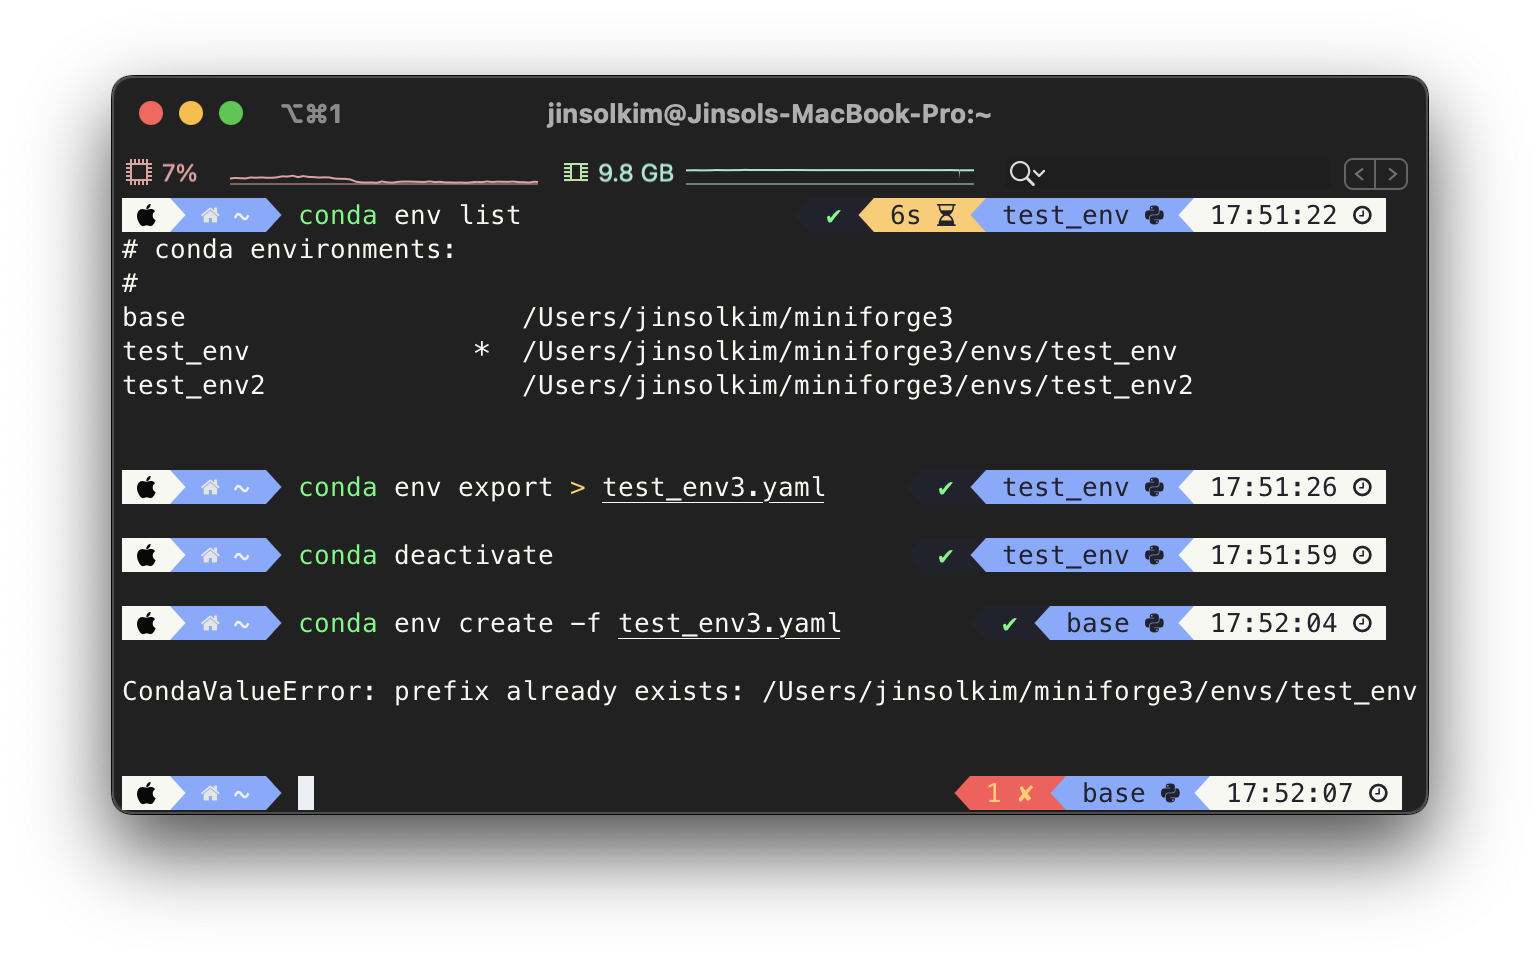 ⌥⌘1 jinsolkim@Jinsols-MacBook-Pro:~
7% 9.8 GB
~ conda env list ✔ 6s test_env 17:51:22
# conda environments:
#
base /Users/jinsolkim/miniforge3
test_env * /Users/jinsolkim/miniforge3/envs/test_env
test_env2 /Users/jinsolkim/miniforge3/envs/test_env2
~ conda env export > test_env3.yaml ✔ test_env 17:51:26
~ conda deactivate ✔ test_env 17:51:59
~ conda env create -f test_env3.yaml ✔ base 17:52:04
CondaValueError: prefix already exists: /Users/jinsolkim/miniforge3/envs/test_env
~ 1 ✘ base 17:52:07